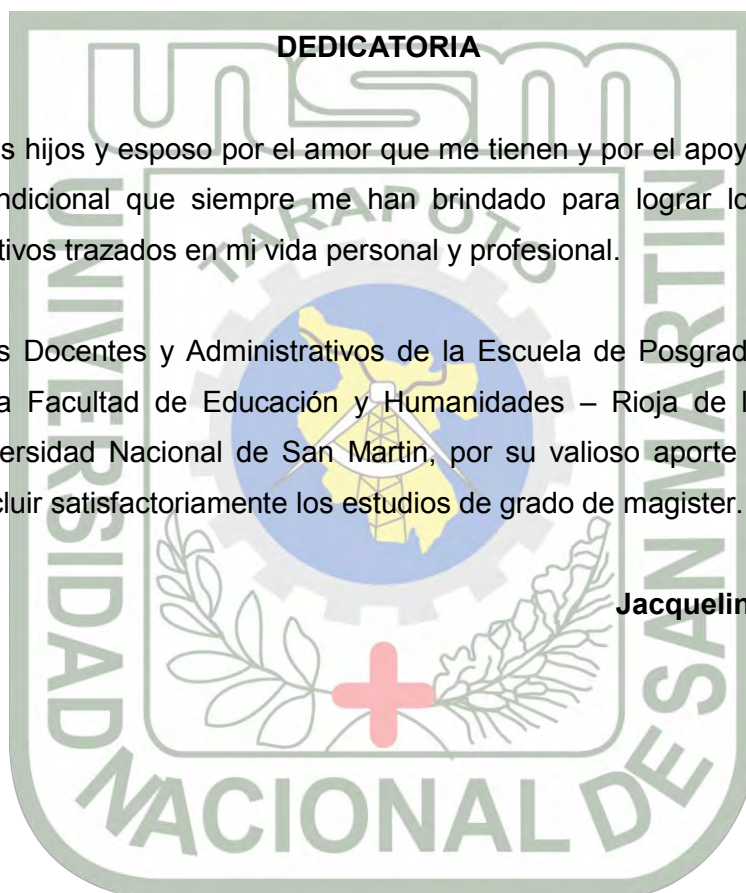 DEDICATORIA
s hijos y esposo por el amor que me tienen y por el apoy
ndicional que siempre me han brindado para lograr lo
tivos trazados en mi vida personal y profesional.
s Docentes y Administrativos de la Escuela de Posgrad
a Facultad de Educación y Humanidades – Rioja de l
versidad Nacional de San Martin, por su valioso aporte
cluir satisfactoriamente los estudios de grado de magister.
Jacquelin
unsm
TARAPOTO
UNIVERSIDAD NACIONAL DE SAN MARTIN